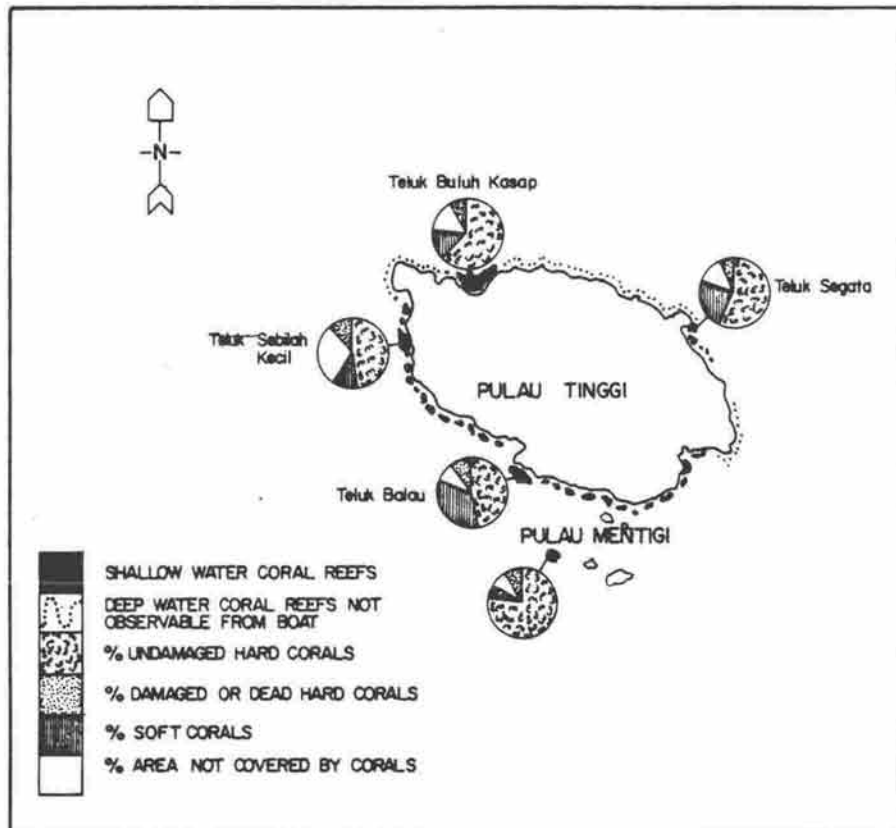 N
Teluk Buluh Kasap
Teluk Segata
Teluk Sebilah
Kecil
PULAU TINGGI
Teluk Balau
PULAU MENTIGI
SHALLOW WATER CORAL REEFS
DEEP WATER CORAL REEFS NOT
OBSERVABLE FROM BOAT
% UNDAMAGED HARD CORALS
% DAMAGED OR DEAD HARD CORALS
% SOFT CORALS
% AREA NOT COVERED BY CORALS